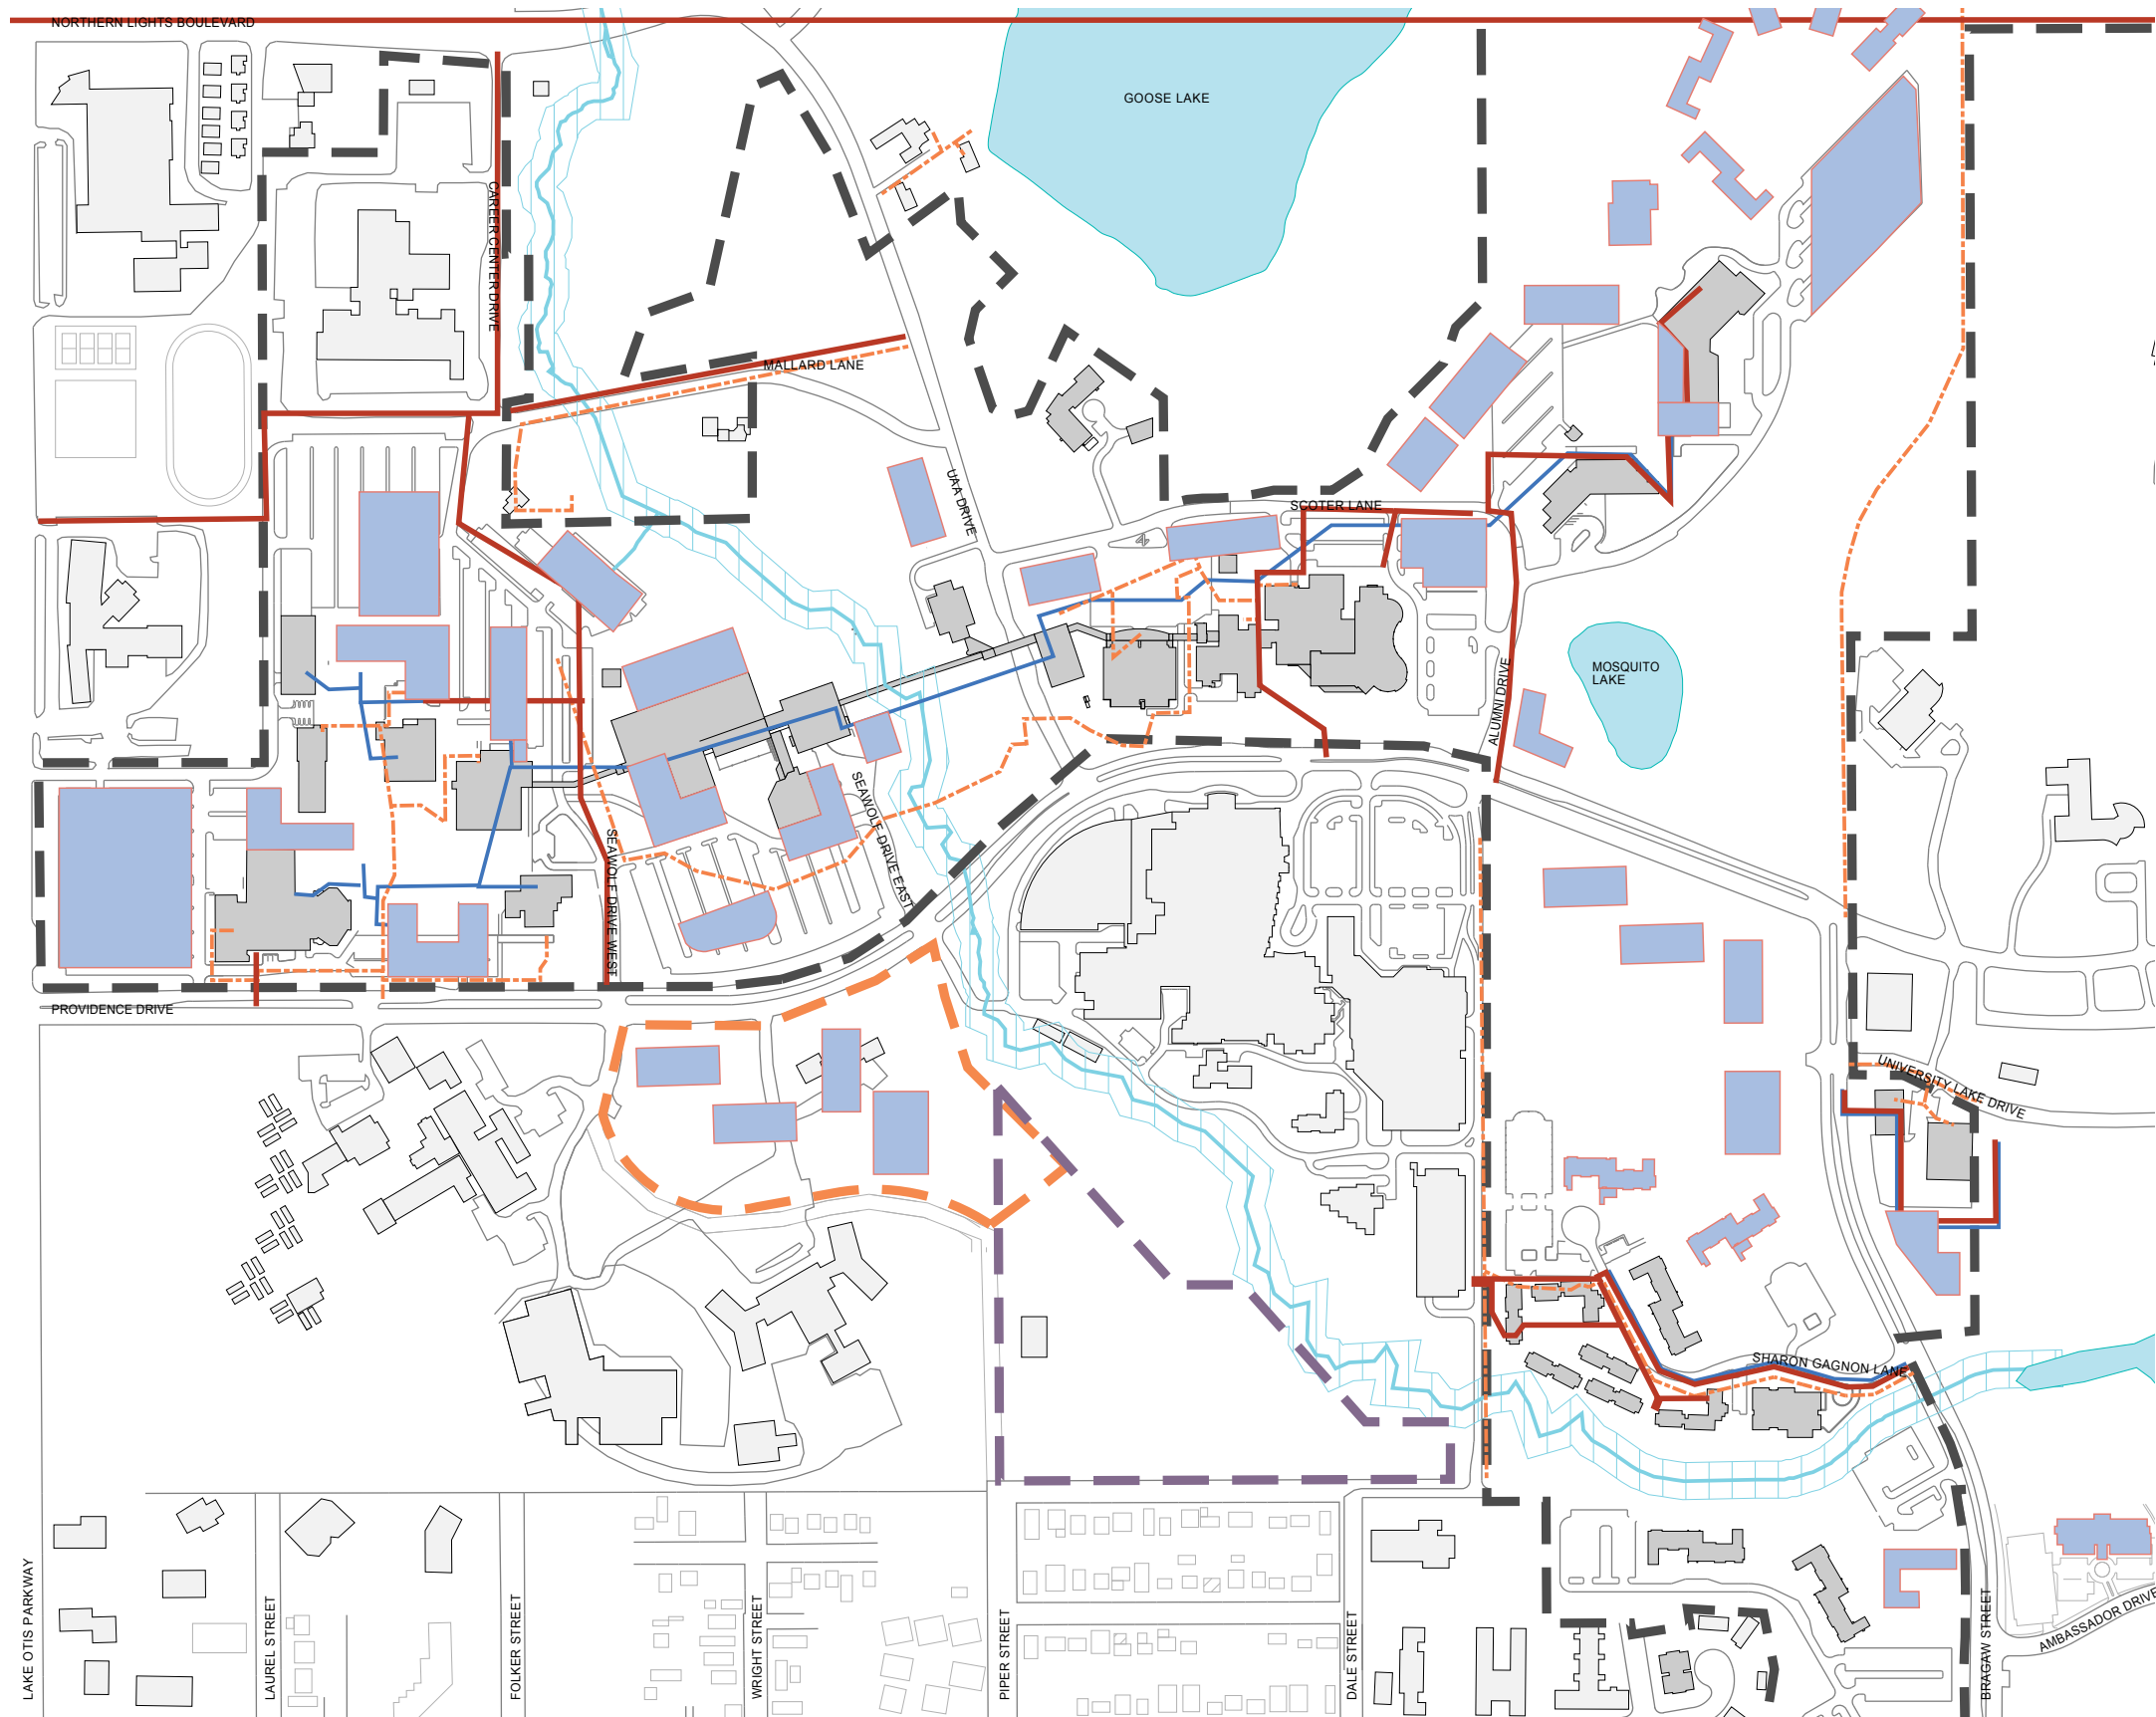 NORTHERN LIGHTS BOULEVARD
GOOSE LAKE
CAREER CENTER DRIVE
MALLARD LANE
UAA DRIVE
SCOTER LANE
MOSQUITO
LAKE
ALUMNI DRIVE
SEAWOLF DRIVE EAST
SEAWOLF DRIVE WEST
PROVIDENCE DRIVE
UNIVERSITY LAKE DRIVE
SHARON GAGNON LANE
LAKE OTIS PARKWAY
LAUREL STREET
FOLKER STREET
WRIGHT STREET
PIPER STREET
DALE STREET
BRAGAW STREET
AMBASSADOR DRIVE